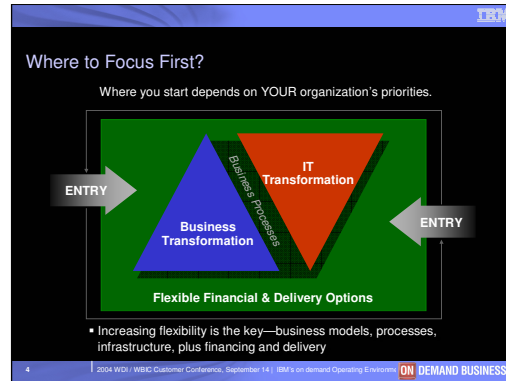 IBM
Where to Focus First?
Where you start depends on YOUR organization's priorities.
ENTRY
Business Processes
IT
Transformation
Business
Transformation
ENTRY
Flexible Financial & Delivery Options
▪ Increasing flexibility is the key—business models, processes,
infrastructure, plus financing and delivery
4
2004 WDI / WBIC Customer Conference, September 14 | IBM's on demand Operating Environme
ON DEMAND BUSINESS